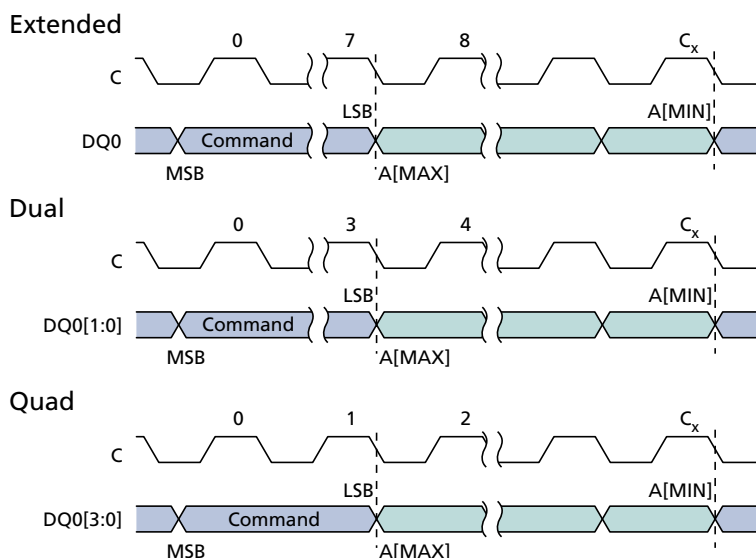 Extended
0 7 8 Cx
C
LSB A[MIN]
DQ0 Command
MSB A[MAX]
Dual
0 3 4 Cx
C
LSB A[MIN]
DQ0[1:0] Command
MSB A[MAX]
Quad
0 1 2 Cx
C
LSB A[MIN]
DQ0[3:0] Command
MSB A[MAX]